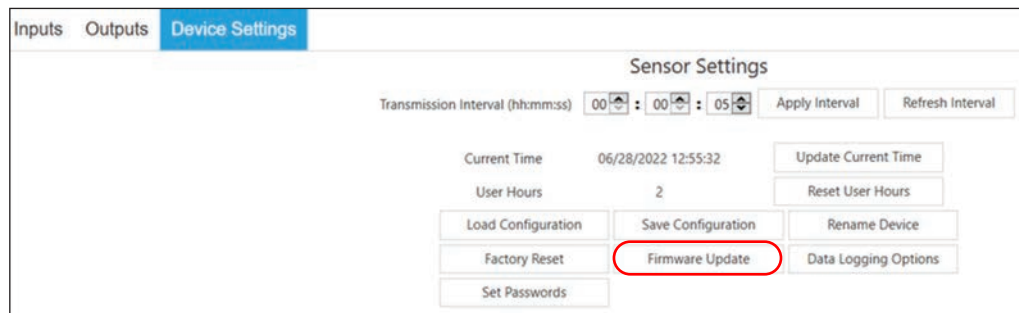 Inputs Outputs Device Settings
Sensor Settings
Transmission Interval (hh:mm:ss) 00 : 00 : 05 Apply Interval Refresh Interval
Current Time 06/28/2022 12:55:32 Update Current Time
User Hours 2 Reset User Hours
Load Configuration Save Configuration Rename Device
Factory Reset Firmware Update Data Logging Options
Set Passwords